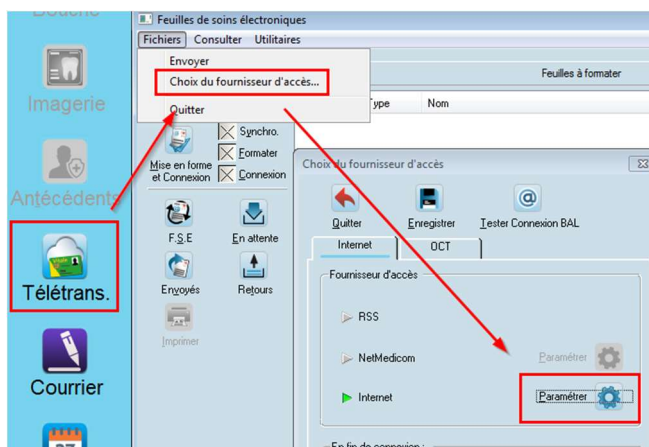 Bouche
Imagerie
Antécédents
Télétrans.
Courrier
27
Feuilles de soins électroniques
Fichiers Consulter Utilitaires
Envoyer
Choix du fournisseur d'accès...
Quitter
Feuilles à formater
Type Nom
Mise en forme
et Connexion
Synchro.
Formater
Connexion
F.S.E En attente
Envoyés Retours
Imprimer
Choix du fournisseur d'accès
Quitter Enregistrer Tester Connexion BAL
Internet OCT
Fournisseur d'accès
RSS
NetMedicom Paramétrer
Internet Paramétrer
En fin de connexion :